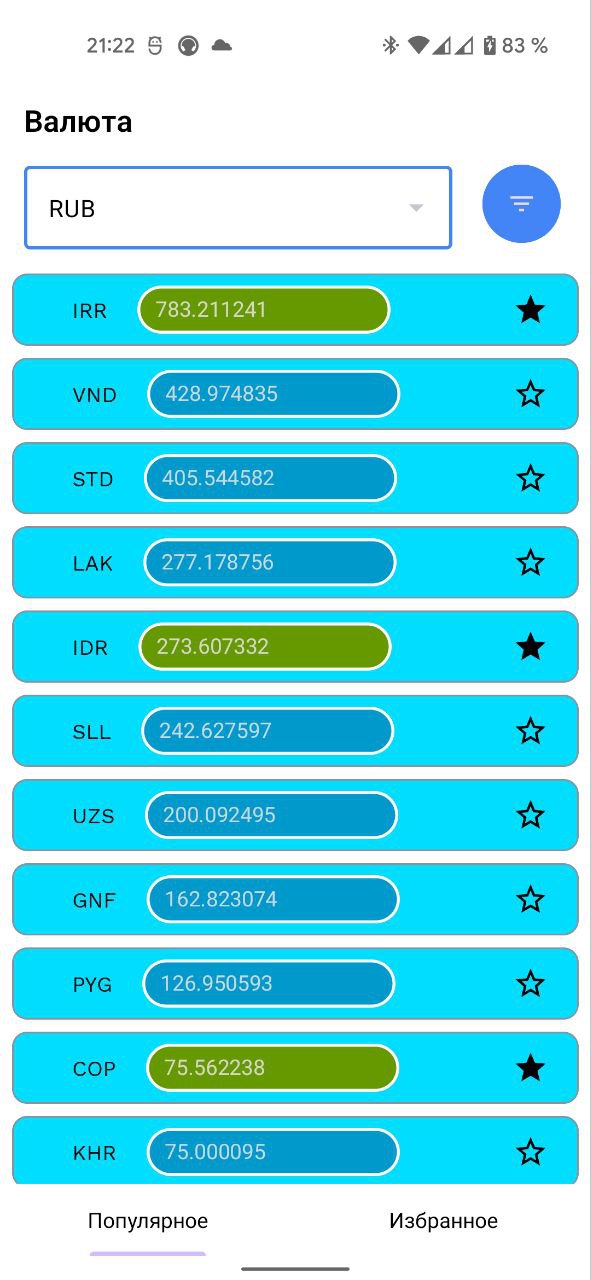 21:22 83 %
Валюта
RUB
IRR 783.211241
VND 428.974835
STD 405.544582
LAK 277.178756
IDR 273.607332
SLL 242.627597
UZS 200.092495
GNF 162.823074
PYG 126.950593
COP 75.562238
KHR 75.000095
Популярное Избранное